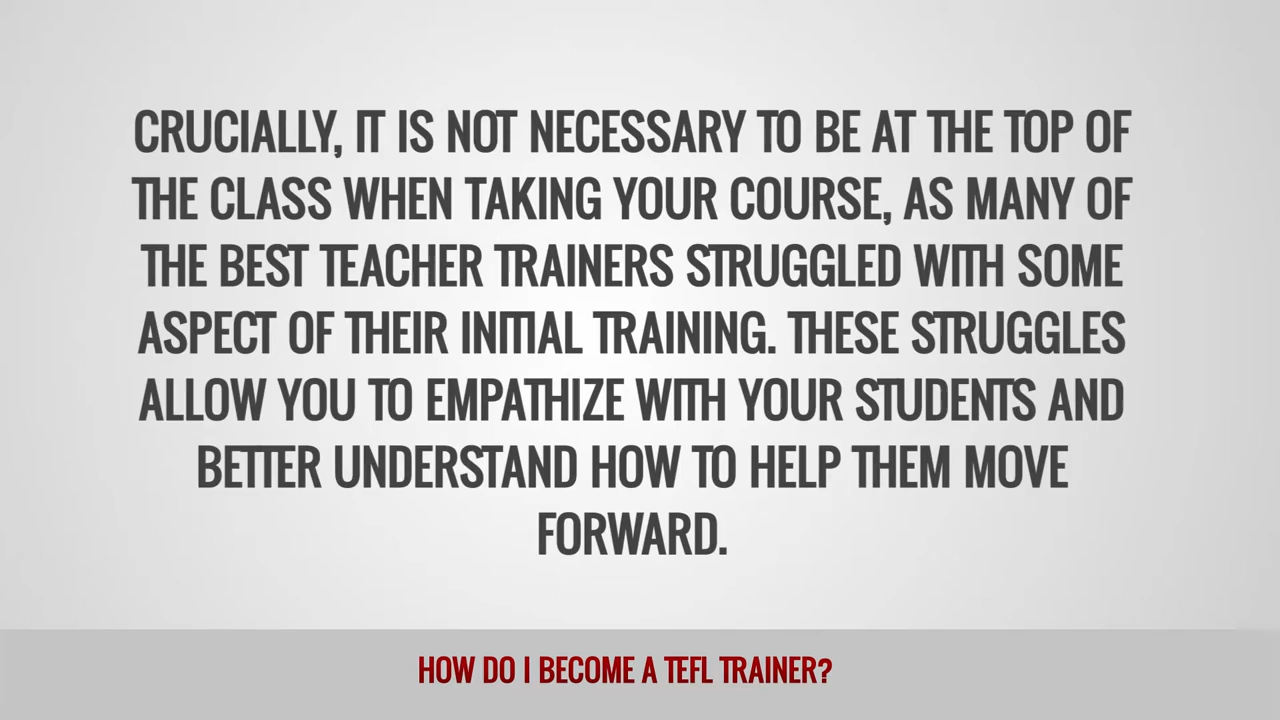 CRUCIALLY, IT IS NOT NECESSARY TO BE AT THE TOP OF
THE CLASS WHEN TAKING YOUR COURSE, AS MANY OF
THE BEST TEACHER TRAINERS STRUGGLED WITH SOME
ASPECT OF THEIR INITIAL TRAINING. THESE STRUGGLES
ALLOW YOU TO EMPATHIZE WITH YOUR STUDENTS AND
BETTER UNDERSTAND HOW TO HELP THEM MOVE
FORWARD.
HOW DO I BECOME A TEFL TRAINER?